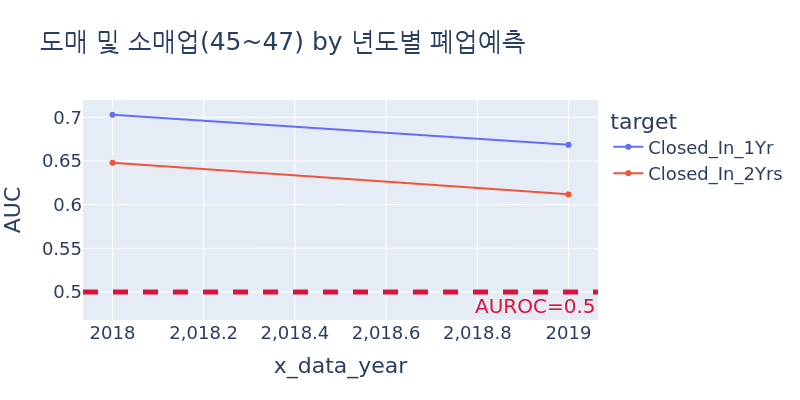 도매 및 소매업(45~47) by 년도별 폐업예측
AUC
0.7
0.65
0.6
0.55
0.5
AUROC=0.5
2018
2,018.2
2,018.4
2,018.6
2,018.8
2019
x_data_year
target
Closed_In_1Yr
Closed_In_2Yrs